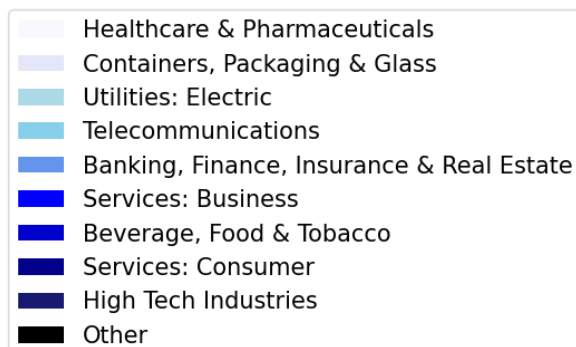 Healthcare & Pharmaceuticals
Containers, Packaging & Glass
Utilities: Electric
Telecommunications
Banking, Finance, Insurance & Real Estate
Services: Business
Beverage, Food & Tobacco
Services: Consumer
High Tech Industries
Other